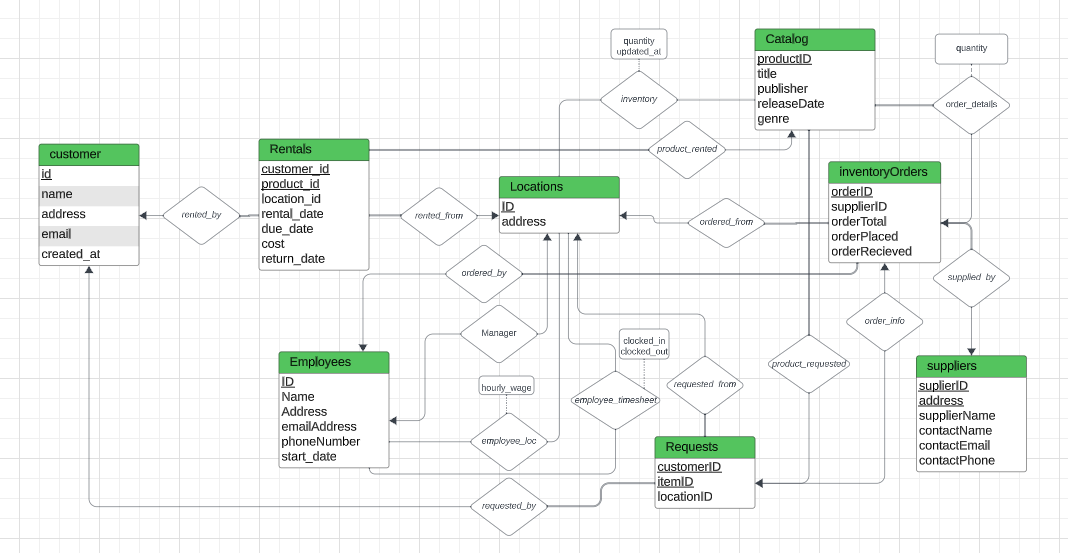 quantity
updated_at
inventory
Catalog
productID
title
publisher
releaseDate
genre
quantity
order_details
product_rented
customer
id
name
address
email
created_at
rented_by
Rentals
customer_id
product_id
location_id
rental_date
due_date
cost
return_date
rented_from
Locations
ID
address
ordered_from
inventoryOrders
orderID
supplierID
orderTotal
orderPlaced
orderRecieved
ordered_by
supplied_by
Manager
order_info
clocked_in
clocked_out
Employees
ID
Name
Address
emailAddress
phoneNumber
start_date
hourly_wage
employee_timesheet
requested_from
product_requested
suppliers
suplierID
address
supplierName
contactName
contactEmail
contactPhone
employee_loc
Requests
customerID
itemID
locationID
requested_by